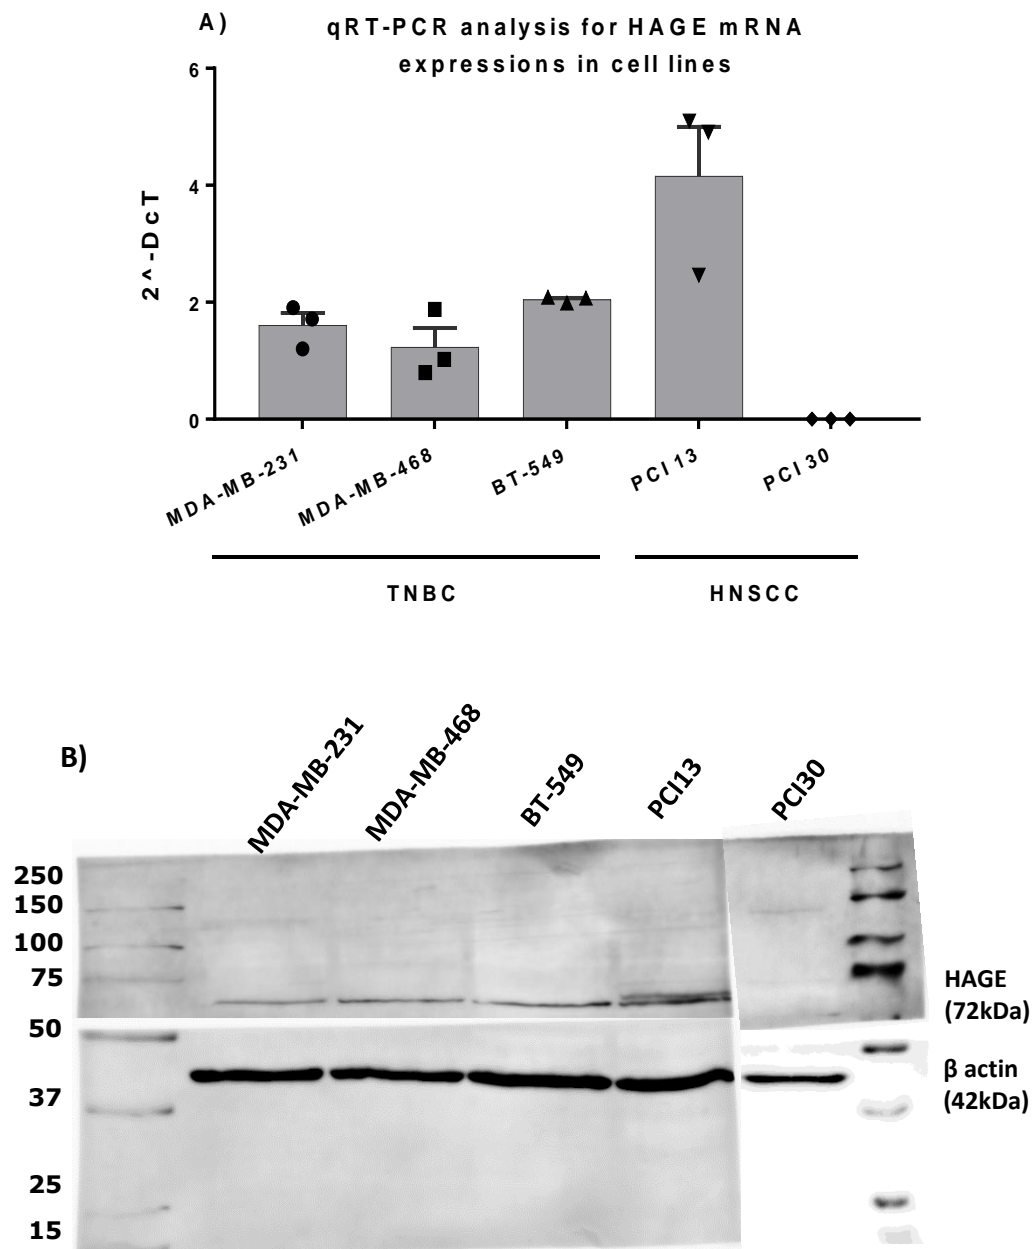 A)
qRT-PCR analysis for HAGE mRNA
expressions in cell lines
6
4
2
0
2^-DcT
MDA-MB-231
MDA-MB-468
BT-549
PCI13
PCI30
TNBC
HNSCC
B)
MDA-MB-231
MDA-MB-468
BT-549
PCI13
PCI30
250
150
100
75
50
37
25
15
HAGE
(72kDa)
β actin
(42kDa)